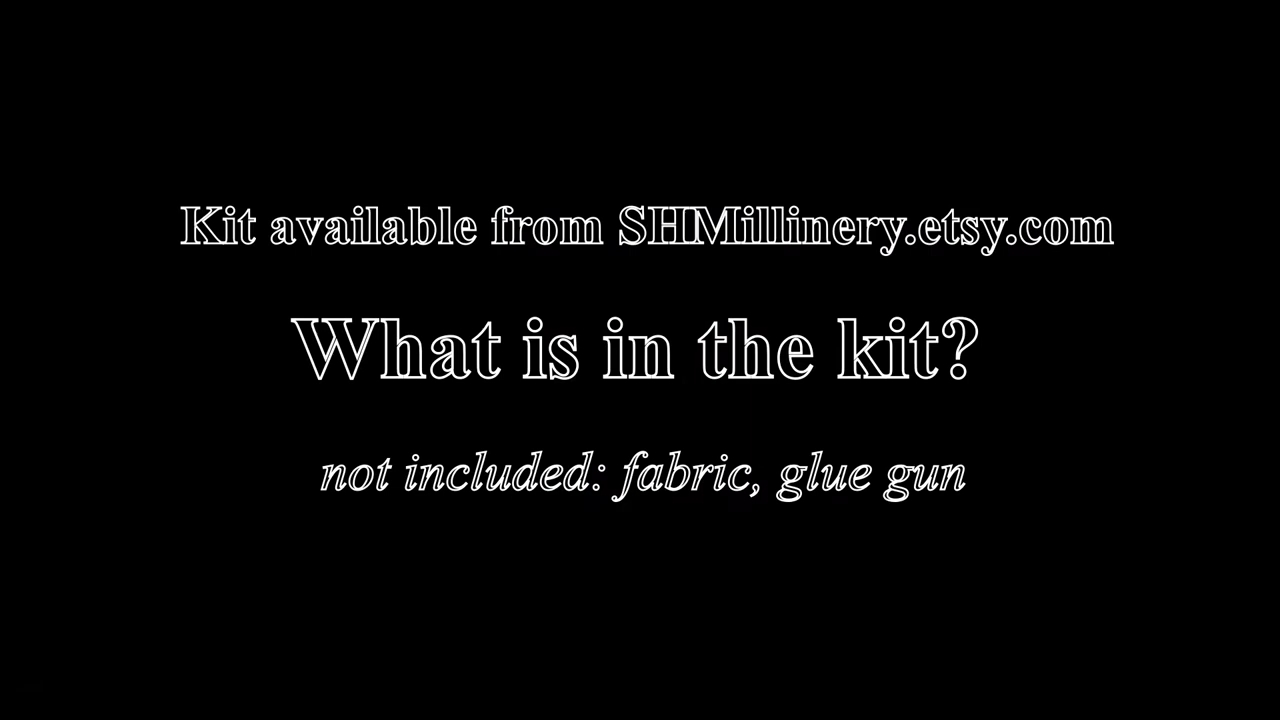 Kit available from SHMillinery.etsy.com
What is in the kit?
not included: fabric, glue gun